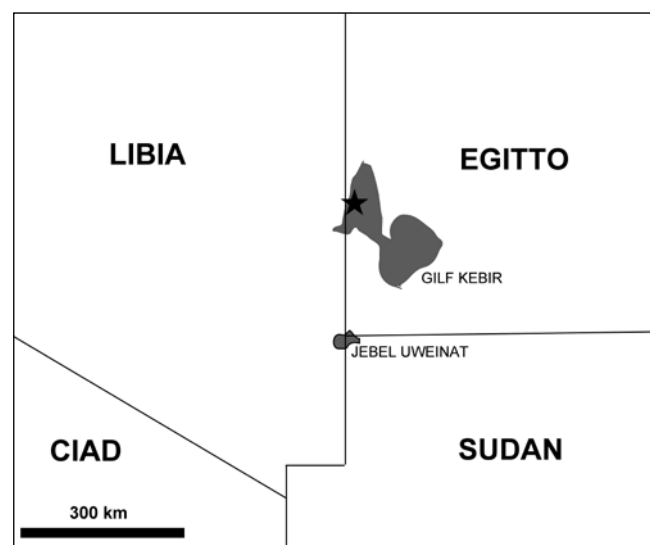 LIBIA
EGITTO
GILF KEBIR
JEBEL UWEINAT
CIAD
SUDAN
300 km